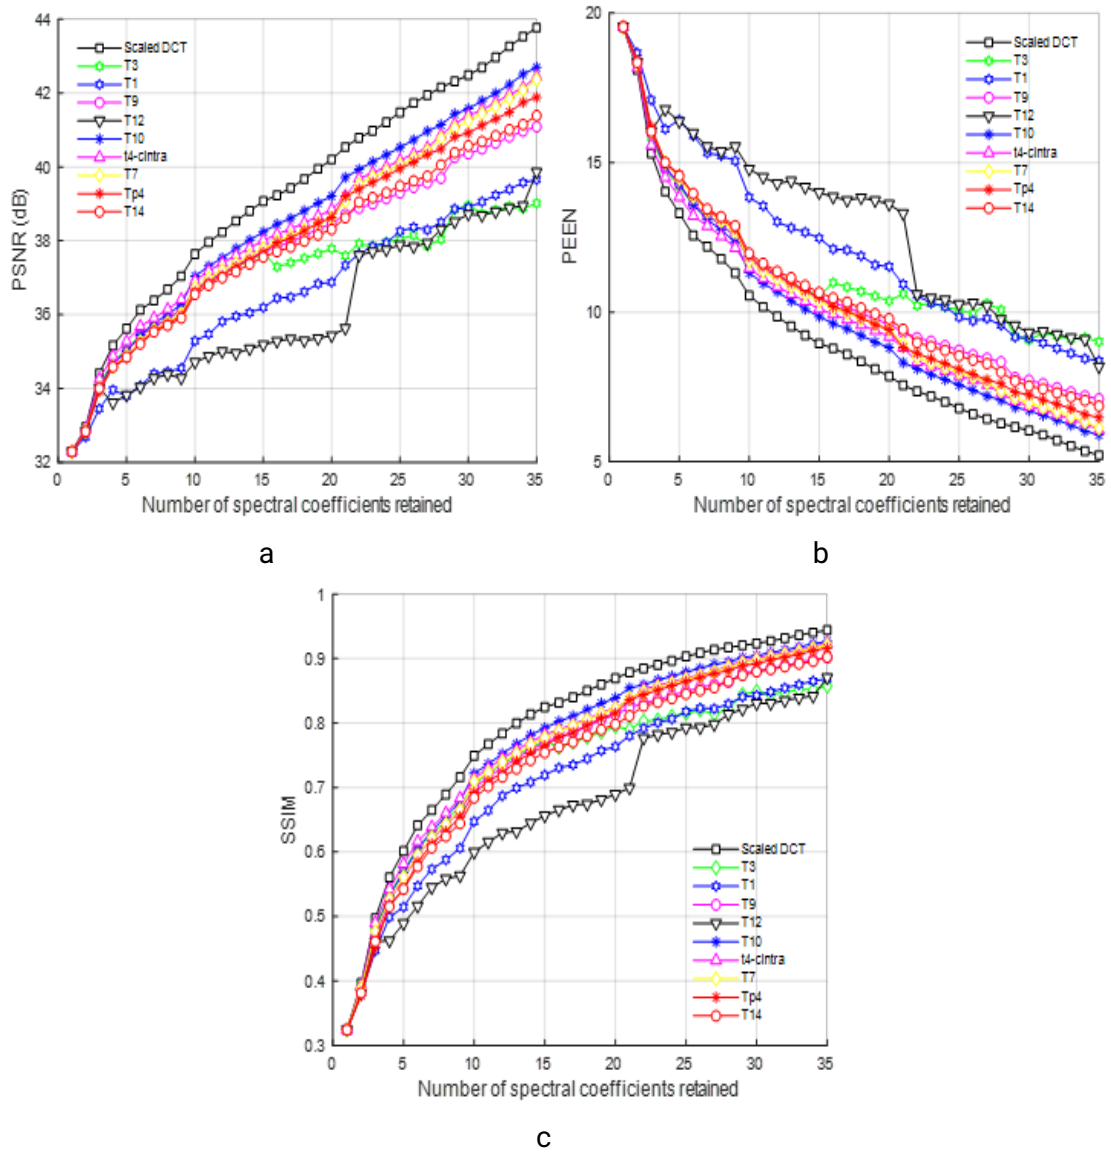 44
42
40
38
36
34
32
PSNR (dB)
Scaled DCT
T3
T1
T9
T12
T10
t4-cintra
T7
Tp4
T14
0 5 10 15 20 25 30 35
Number of spectral coefficients retained
a
20
15
10
5
PEEN
Scaled DCT
T3
T1
T9
T12
T10
t4-cintra
T7
Tp4
T14
0 5 10 15 20 25 30 35
Number of spectral coefficients retained
b
1
0.9
0.8
0.7
0.6
0.5
0.4
0.3
SSIM
Scaled DCT
T3
T1
T9
T12
T10
t4-cintra
T7
Tp4
T14
0 5 10 15 20 25 30 35
Number of spectral coefficients retained
c